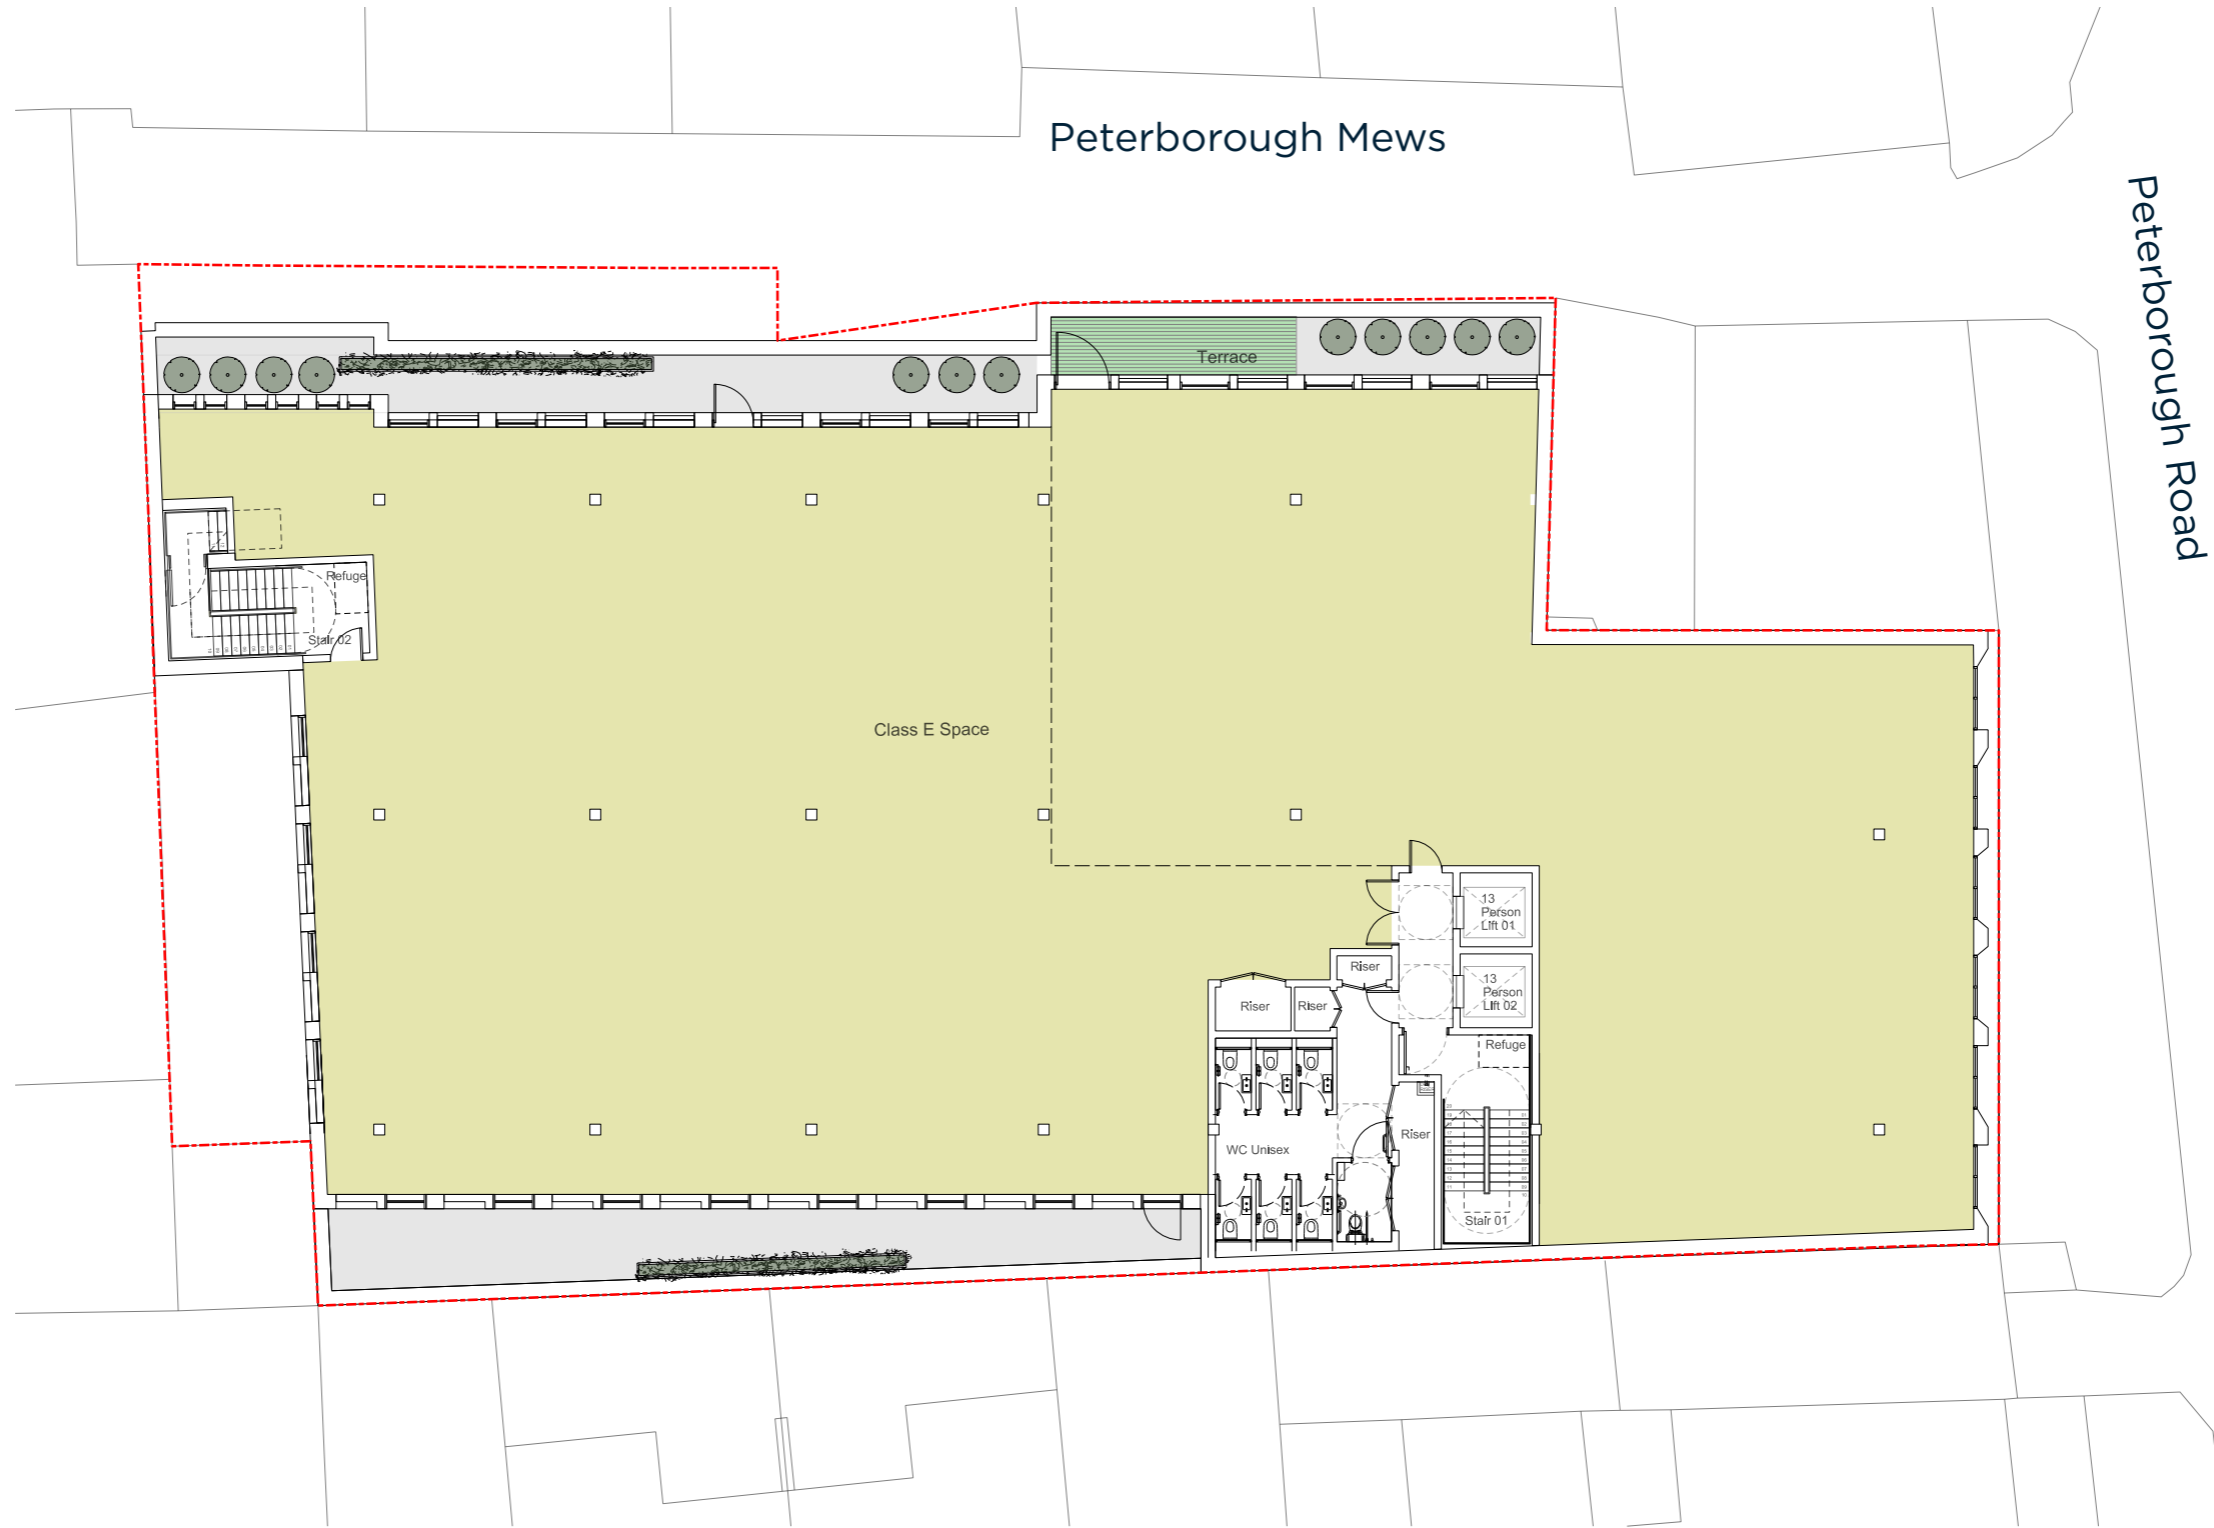 Peterborough Mews
Peterborough Road
Terrace
Refuge
Stair 02
Class E Space
13
Person
Lift 01
13
Person
Lift 02
Riser
Riser
Riser
Refuge
Riser
WC Unisex
Stair 01